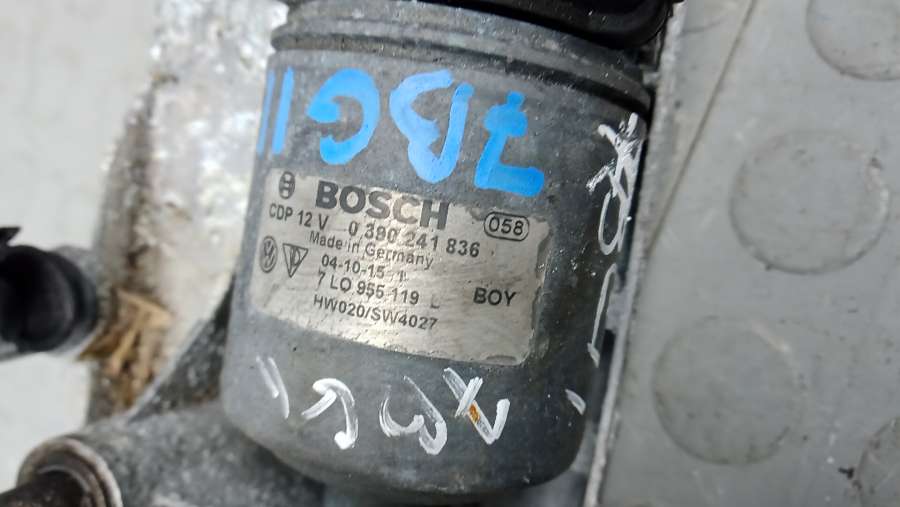 7BG11
BOSCH
058
CDP 12 V 0 390 241 836
Made in Germany
04-10-15
7 L0 955 119 L
BOY
HW020/SW4027